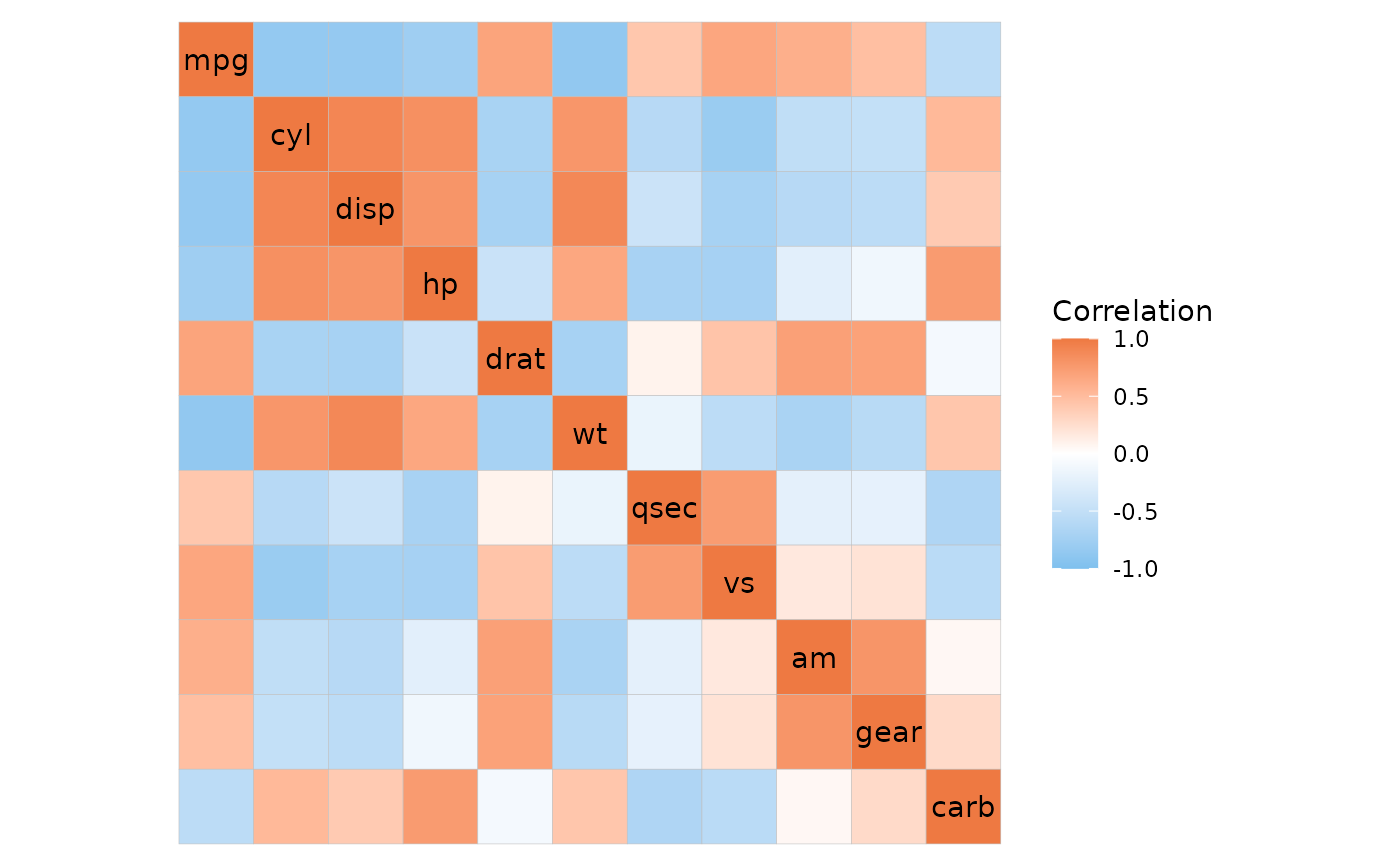 mpg
cyl
disp
hp
drat
wt
qsec
vs
am
gear
carb
Correlation
1.0
0.5
0.0
-0.5
-1.0